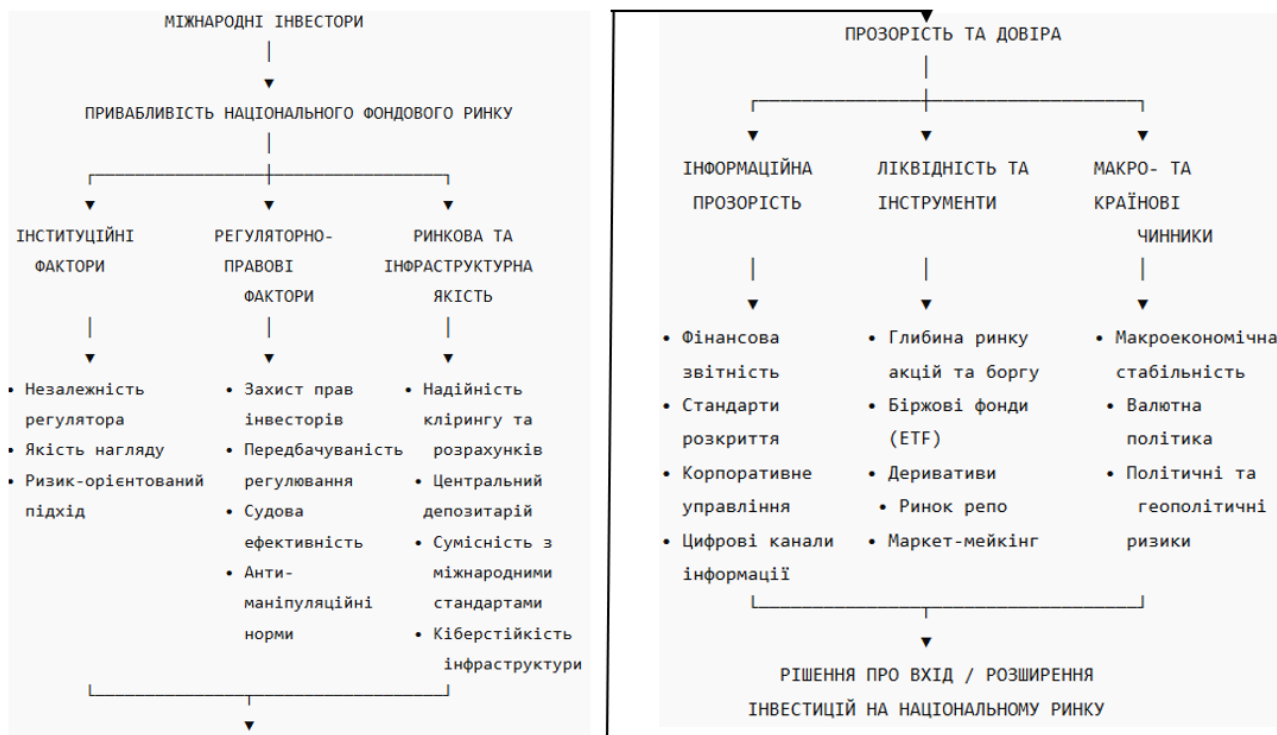 МІЖНАРОДНІ ІНВЕСТОРИ
ПРИВАБЛИВІСТЬ НАЦІОНАЛЬНОГО ФОНДОВОГО РИНКУ
ІНСТИТУЦІЙНІ
ФАКТОРИ
РЕГУЛЯТОРНО-
ПРАВОВІ
ФАКТОРИ
РИНКОВА ТА
ІНФРАСТРУКТУРНА
ЯКІСТЬ
• Незалежність
регулятора
• Якість нагляду
• Ризик-орієнтований
підхід
• Захист прав
інвесторів
• Передбачуваність
регулювання
• Судова
ефективність
• Анти-
маніпуляційні
норми
• Надійність
клірингу та
розрахунків
• Центральний
депозитарій
• Сумісність з
міжнародними
стандартами
• Кіберстійкість
інфраструктури
ПРОЗОРІСТЬ ТА ДОВІРА
ІНФОРМАЦІЙНА
ПРОЗОРІСТЬ
ЛІКВІДНІСТЬ ТА
ІНСТРУМЕНТИ
МАКРО- ТА
КРАЇНОВІ
ЧИННИКИ
• Фінансова
звітність
• Стандарти
розкриття
• Корпоративне
управління
• Цифрові канали
інформації
• Глибина ринку
акцій та боргу
• Біржові фонди
(ETF)
• Деривативи
• Ринок репо
• Маркет-мейкінг
• Макроекономічна
стабільність
• Валютна
політика
• Політичні та
геополітичні
ризики
РІШЕННЯ ПРО ВХІД / РОЗШИРЕННЯ
ІНВЕСТИЦІЙ НА НАЦІОНАЛЬНОМУ РИНКУ